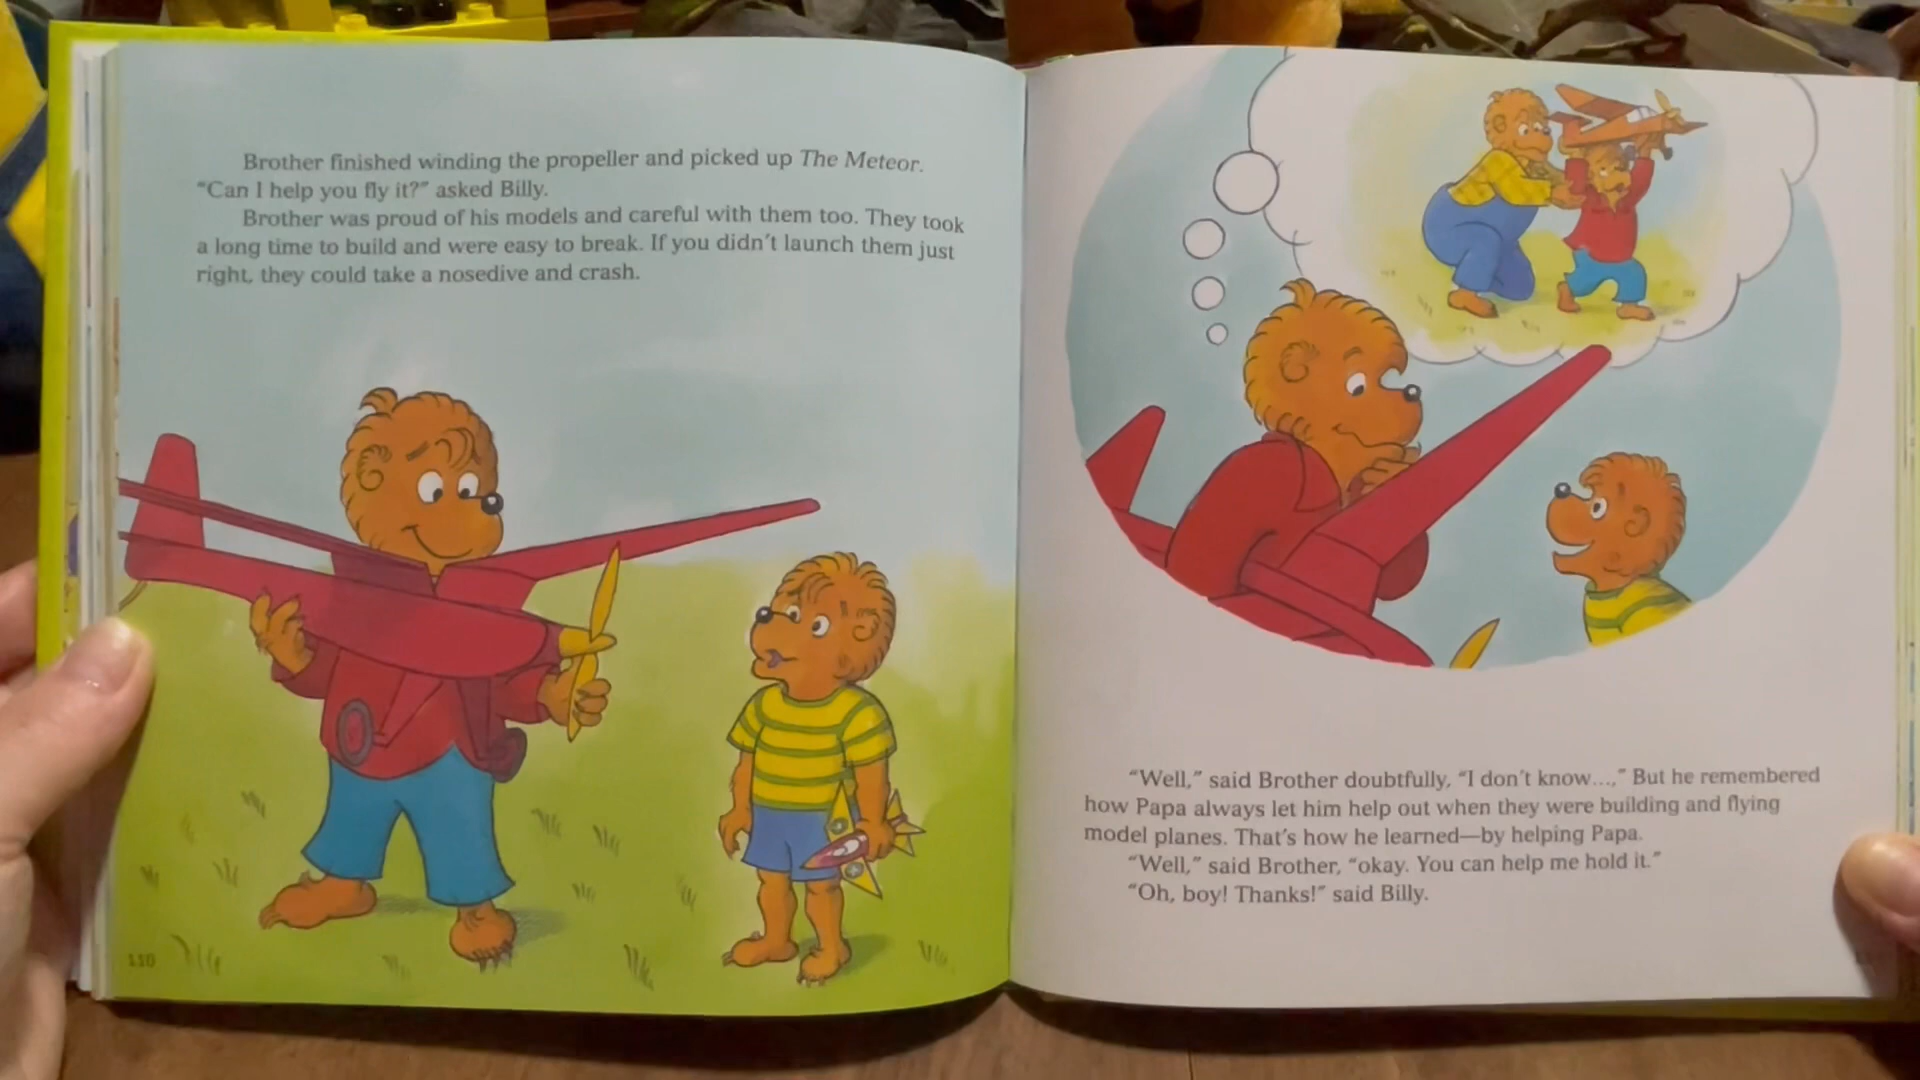 Brother finished winding the propeller and picked up The Meteor.
"Can I help you fly it?" asked Billy.
Brother was proud of his models and careful with them too. They took
a long time to build and were easy to break. If you didn't launch them just
right, they could take a nosedive and crash.
110
"Well," said Brother doubtfully, "I don't know...," But he remembered
how Papa always let him help out when they were building and flying
model planes. That's how he learned—by helping Papa.
"Well," said Brother, "okay. You can help me hold it."
"Oh, boy! Thanks!" said Billy.